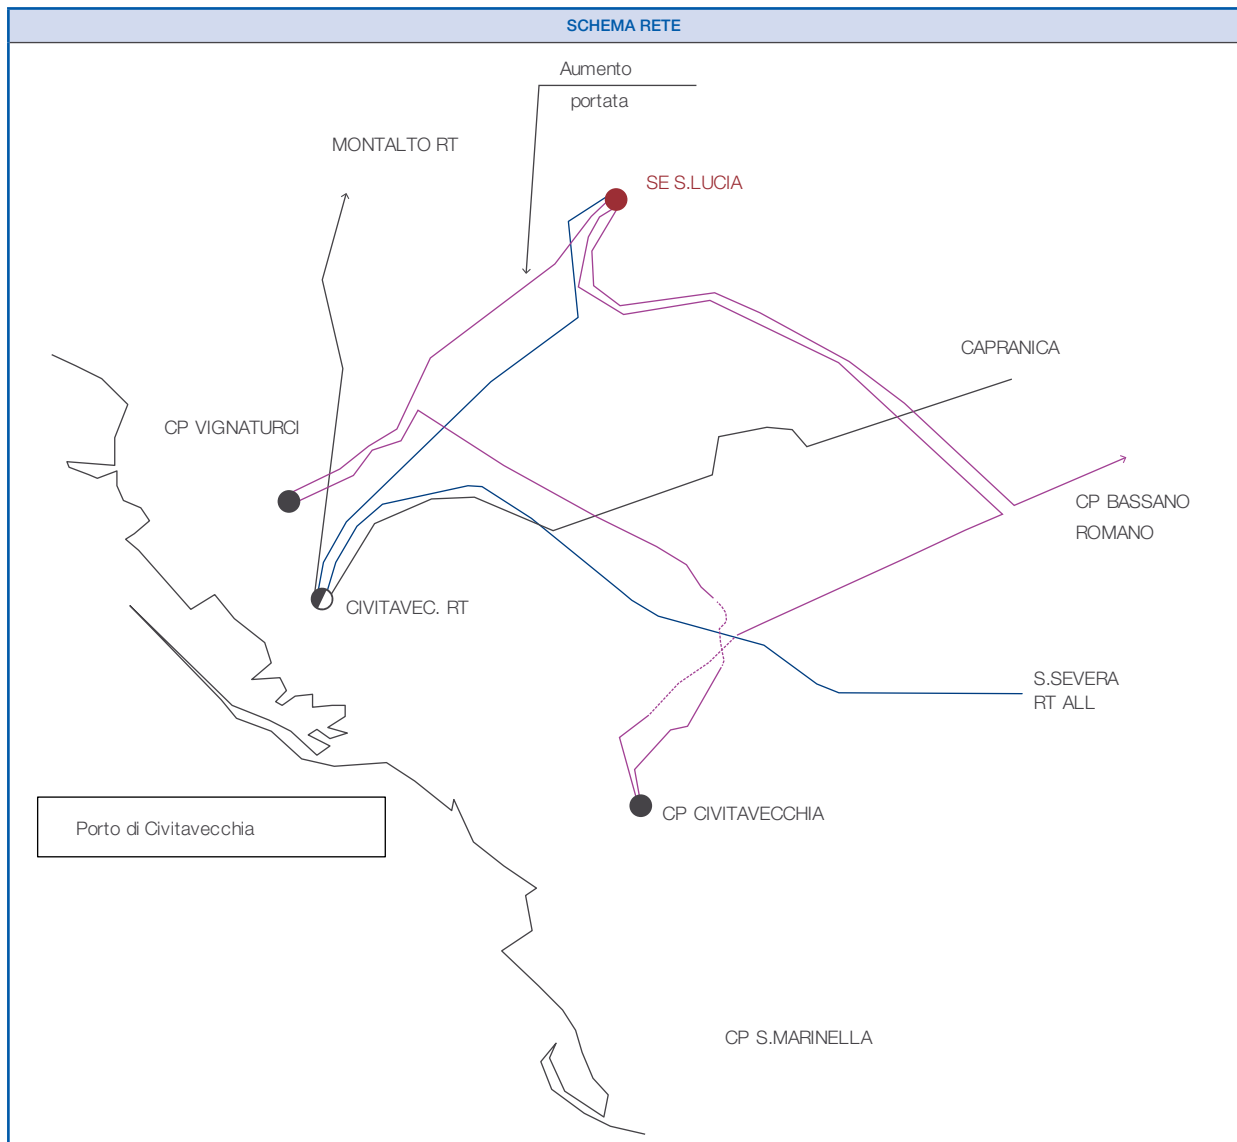 SCHEMA RETE
Aumento
portata
MONTALTO RT
SE S.LUCIA
CAPRANICA
CP VIGNATURCI
CP BASSANO
ROMANO
CIVITAVEC. RT
S.SEVERA
RT ALL
CP CIVITAVECCHIA
Porto di Civitavecchia
CP S.MARINELLA